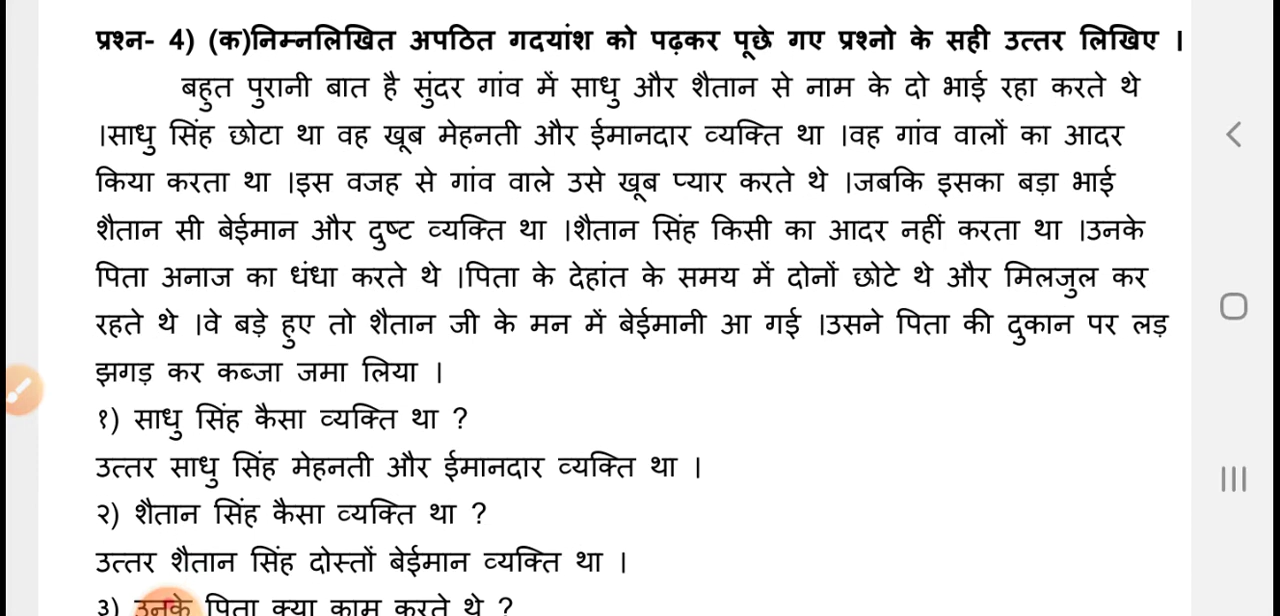 प्रश्न- 4) (क)निम्नलिखित अपठित गदयांश को पढ़कर पूछे गए प्रश्नो के सही उत्तर लिखिए ।
बहुत पुरानी बात है सुंदर गांव में साधु और शैतान से नाम के दो भाई रहा करते थे
।साधु सिंह छोटा था वह खूब मेहनती और ईमानदार व्यक्ति था ।वह गांव वालों का आदर
किया करता था ।इस वजह से गांव वाले उसे खूब प्यार करते थे ।जबकि इसका बड़ा भाई
शैतान सी बेईमान और दुष्ट व्यक्ति था ।शैतान सिंह किसी का आदर नहीं करता था ।उनके
पिता अनाज का धंधा करते थे ।पिता के देहांत के समय में दोनों छोटे थे और मिलजुल कर
रहते थे ।वे बड़े हुए तो शैतान जी के मन में बेईमानी आ गई ।उसने पिता की दुकान पर लड़
झगड़ कर कब्जा जमा लिया ।
१) साधु सिंह कैसा व्यक्ति था ?
उत्तर साधु सिंह मेहनती और ईमानदार व्यक्ति था ।
२) शैतान सिंह कैसा व्यक्ति था ?
उत्तर शैतान सिंह दोस्तों बेईमान व्यक्ति था ।
३) उनके पिता क्या काम करते थे ?